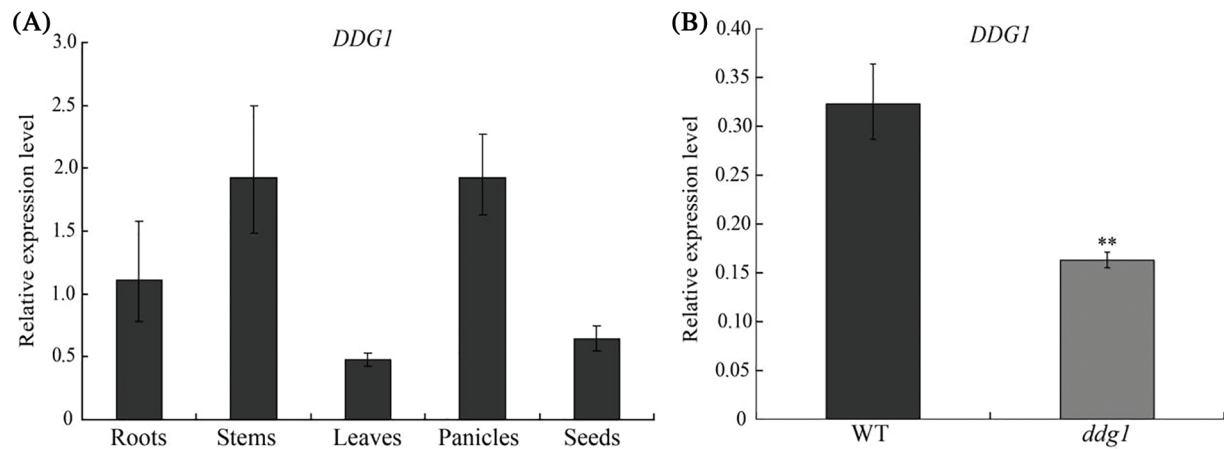 (A)
DDG1
Relative expression level
3.0
2.5
2.0
1.5
1.0
0.5
0
Roots Stems Leaves Panicles Seeds
(B)
DDG1
Relative expression level
0.40
0.35
0.30
0.25
0.20
0.15
0.10
0.05
0
**
WT ddg1